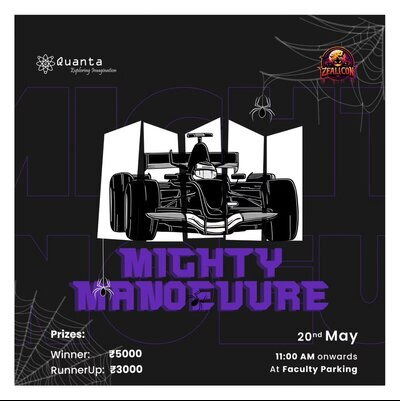 Quanta
Exploring Imagination
ZEALICON
MIGHTY
MANOEUVRE
Prizes:
Winner: ₹5000
RunnerUp: ₹3000
20nd May
11:00 AM onwards
At Faculty Parking